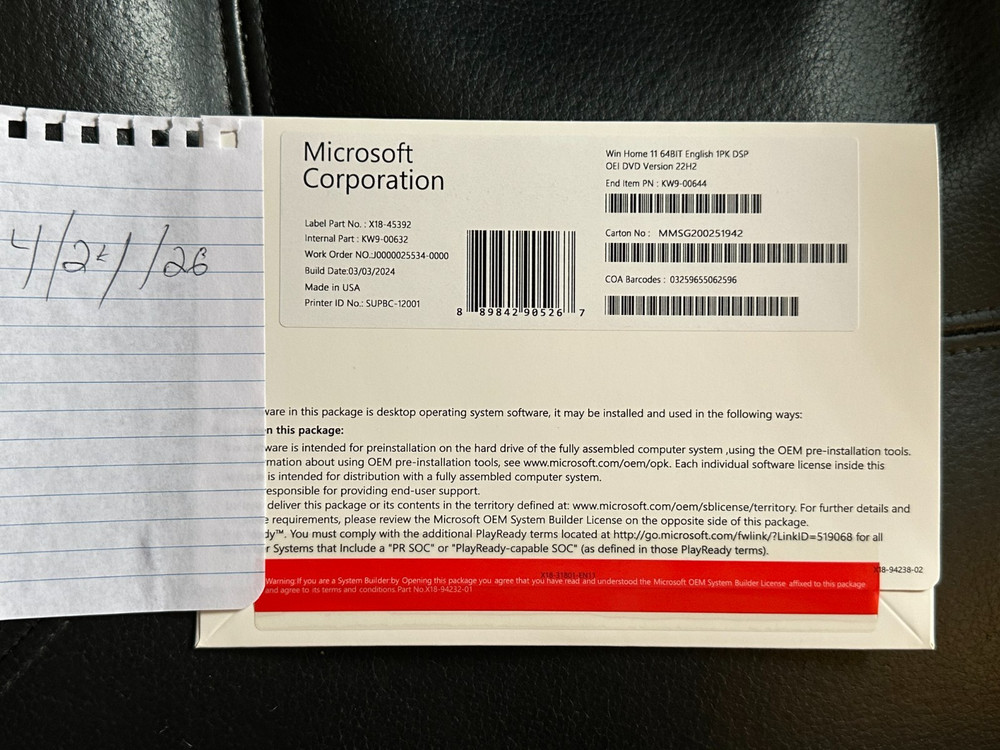 4/24/26
Microsoft
Corporation
Label Part No. : X18-45392
Internal Part : KW9-00632
Work Order NO.:J0000025534-0000
Build Date:03/03/2024
Made in USA
Printer ID No.: SUPBC-12001
8 89842 90526 7
Win Home 11 64BIT English 1PK DSP
OEI DVD Version 22H2
End Item PN : KW9-00644
Carton No : MMSG200251942
COA Barcodes : 03259655062596
ware in this package is desktop operating system software, it may be installed and used in the following ways:
n this package:
ware is intended for preinstallation on the hard drive of the fully assembled computer system ,using the OEM pre-installation tools.
rmation about using OEM pre-installation tools, see www.microsoft.com/oem/opk. Each individual software license inside this
is intended for distribution with a fully assembled computer system.
esponsible for providing end-user support.
deliver this package or its contents in the territory defined at: www.microsoft.com/oem/sblicense/territory. For further details and
e requirements, please review the Microsoft OEM System Builder License on the opposite side of this package.
dy™. You must comply with the additional PlayReady terms located at http://go.microsoft.com/fwlink/?LinkID=519068 for all
r Systems that Include a "PR SOC" or "PlayReady-capable SOC" (as defined in those PlayReady terms).
X18-94238-02
Warning:If you are a System Builder,by Opening this package you agree that you have read and understood the Microsoft OEM System Builder License affixed to this package
and agree to its terms and conditions.Part No.X18-94232-01